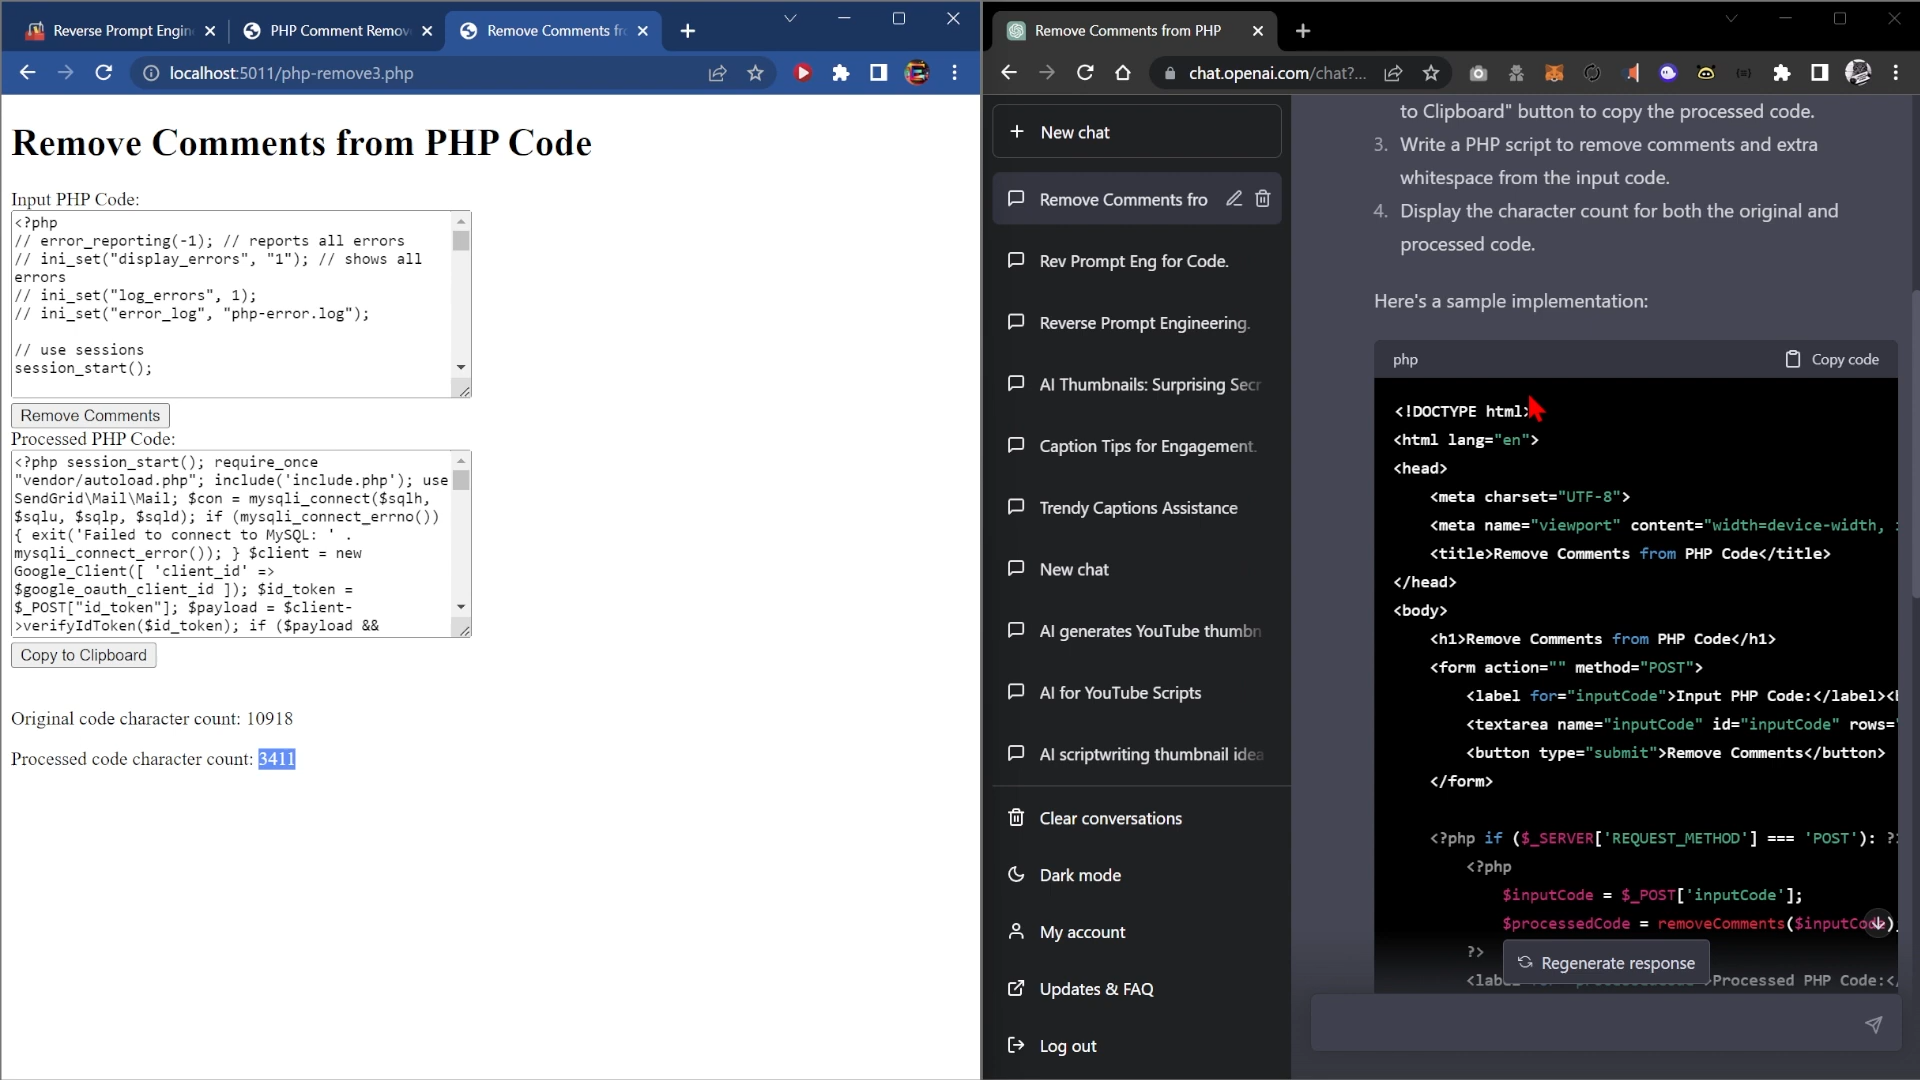 Reverse Prompt Engin
PHP Comment Remov
Remove Comments fr
localhost:5011/php-remove3.php
Remove Comments from PHP Code
Input PHP Code:
<?php
// error_reporting(-1); // reports all errors
// ini_set("display_errors", "1"); // shows all
errors
// ini_set("log_errors", 1);
// ini_set("error_log", "php-error.log");
// use sessions
session_start();
Remove Comments
Processed PHP Code:
<?php session_start(); require_once
"vendor/autoload.php"; include('include.php'); use
SendGrid\Mail\Mail; $con = mysqli_connect($sqlh,
$sqlu, $sqlp, $sqld); if (mysqli_connect_errno())
{ exit('Failed to connect to MySQL: ' .
mysqli_connect_error()); } $client = new
Google_Client([ 'client_id' =>
$google_oauth_client_id ]); $id_token =
$_POST["id_token"]; $payload = $client-
>verifyIdToken($id_token); if ($payload &&
Copy to Clipboard
Original code character count: 10918
Processed code character count: 3411
Remove Comments from PHP
chat.openai.com/chat?...
New chat
Remove Comments fro
Rev Prompt Eng for Code.
Reverse Prompt Engineering.
AI Thumbnails: Surprising Secr
Caption Tips for Engagement.
Trendy Captions Assistance
New chat
AI generates YouTube thumbn
AI for YouTube Scripts
AI scriptwriting thumbnail idea
Clear conversations
Dark mode
My account
Updates & FAQ
Log out
to Clipboard" button to copy the processed code.
3. Write a PHP script to remove comments and extra
whitespace from the input code.
4. Display the character count for both the original and
processed code.
Here's a sample implementation:
php
Copy code
<!DOCTYPE html>
<html lang="en">
<head>
<meta charset="UTF-8">
<meta name="viewport" content="width=device-width,
<title>Remove Comments from PHP Code</title>
</head>
<body>
<h1>Remove Comments from PHP Code</h1>
<form action="" method="POST">
<label for="inputCode">Input PHP Code:</label><
<textarea name="inputCode" id="inputCode" rows=
<button type="submit">Remove Comments</button>
</form>
<?php if ($_SERVER['REQUEST_METHOD'] === 'POST'): ?
<?php
$inputCode = $_POST['inputCode'];
$processedCode = removeComments($inputCode)
?>
Regenerate response
<label >Processed PHP Code:</